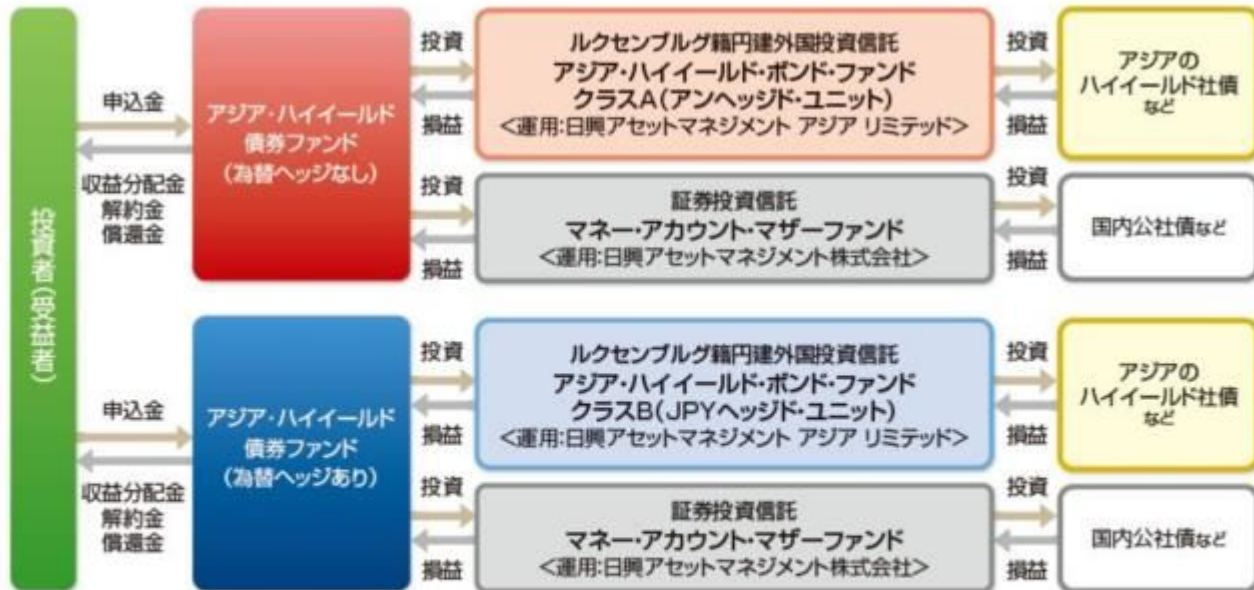 投資者(受益者)
申込金
収益分配金
解約金
償還金
アジア・ハイイールド
債券ファンド
(為替ヘッジなし)
投資
損益
ルクセンブルグ籍円建外国投資信託
アジア・ハイイールド・ボンド・ファンド
クラスA(アンヘッジド・ユニット)
<運用:日興アセットマネジメント アジア リミテッド>
投資
損益
アジアの
ハイイールド社債
など
投資
損益
証券投資信託
マネー・アカウント・マザーファンド
<運用:日興アセットマネジメント株式会社>
投資
損益
国内公社債など
申込金
収益分配金
解約金
償還金
アジア・ハイイールド
債券ファンド
(為替ヘッジあり)
投資
損益
ルクセンブルグ籍円建外国投資信託
アジア・ハイイールド・ボンド・ファンド
クラスB(JPYヘッジド・ユニット)
<運用:日興アセットマネジメント アジア リミテッド>
投資
損益
アジアの
ハイイールド社債
など
投資
損益
証券投資信託
マネー・アカウント・マザーファンド
<運用:日興アセットマネジメント株式会社>
投資
損益
国内公社債など